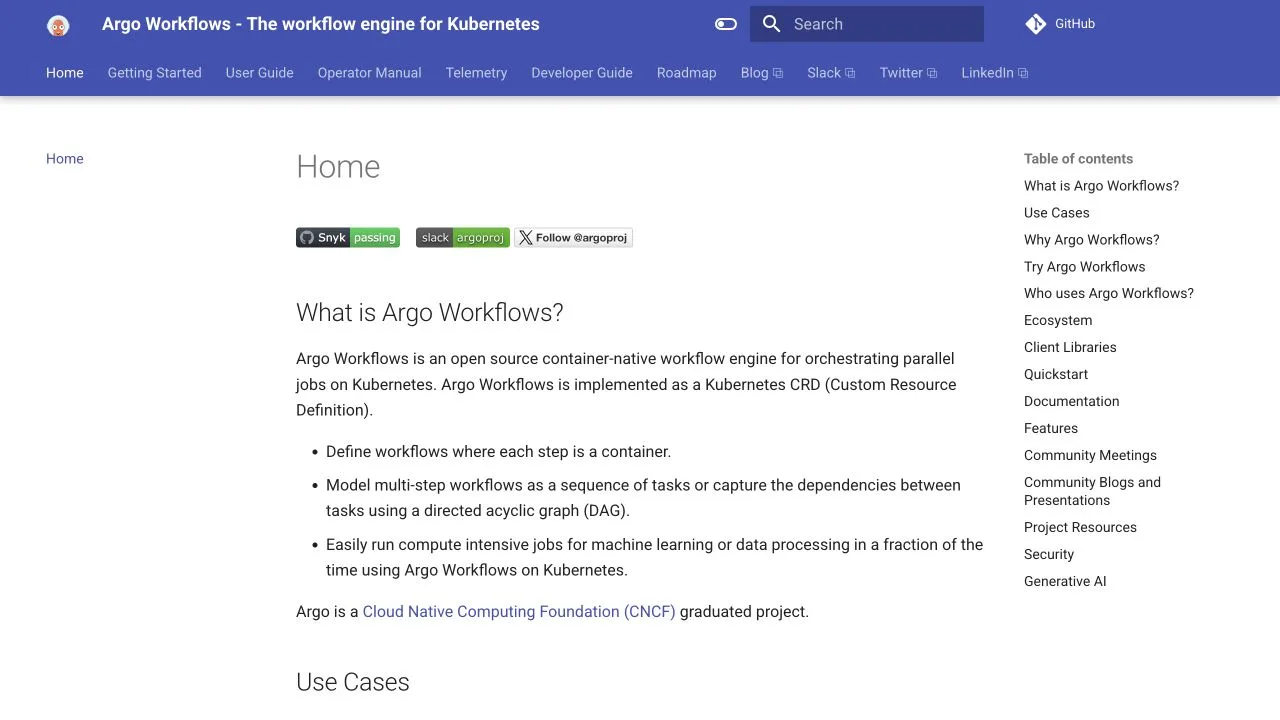 Argo Workflows - The workflow engine for Kubernetes
Search
GitHub
Home Getting Started User Guide Operator Manual Telemetry Developer Guide Roadmap Blog Slack Twitter LinkedIn
Home
Home
Snyk passing slack argoproj Follow @argoproj
What is Argo Workflows?
Argo Workflows is an open source container-native workflow engine for orchestrating parallel
jobs on Kubernetes. Argo Workflows is implemented as a Kubernetes CRD (Custom Resource
Definition).
• Define workflows where each step is a container.
• Model multi-step workflows as a sequence of tasks or capture the dependencies between
tasks using a directed acyclic graph (DAG).
• Easily run compute intensive jobs for machine learning or data processing in a fraction of the
time using Argo Workflows on Kubernetes.
Argo is a Cloud Native Computing Foundation (CNCF) graduated project.
Use Cases
Table of contents
What is Argo Workflows?
Use Cases
Why Argo Workflows?
Try Argo Workflows
Who uses Argo Workflows?
Ecosystem
Client Libraries
Quickstart
Documentation
Features
Community Meetings
Community Blogs and
Presentations
Project Resources
Security
Generative AI